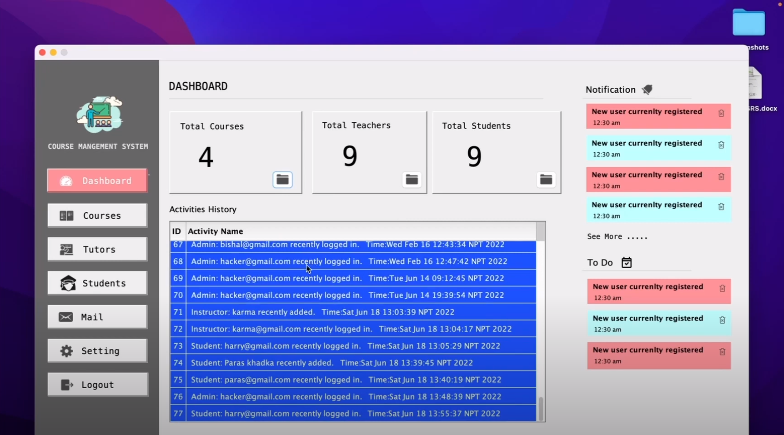 nshots
SRS.docx
COURSE MANGEMENT SYSTEM
Dashboard
Courses
Tutors
Students
Mail
Setting
Logout
DASHBOARD
Total Courses
4
Total Teachers
9
Total Students
9
Activities History
ID Activity Name
67 Admin: bishal@gmail.com recently logged in. Time:Wed Feb 16 12:43:34 NPT 2022
68 Admin: hacker@gmail.com recently logged in. Time:Wed Feb 16 12:47:42 NPT 2022
69 Admin: hacker@gmail.com recently logged in. Time:Tue Jun 14 09:12:45 NPT 2022
70 Admin: hacker@gmail.com recently logged in. Time:Tue Jun 14 19:39:54 NPT 2022
71 Instructor: karma recently added. Time:Sat Jun 18 13:03:39 NPT 2022
72 Instructor: karma@gmail.com recently logged in. Time:Sat Jun 18 13:04:17 NPT 2022
73 Student: harry@gmail.com recently logged in. Time:Sat Jun 18 13:05:29 NPT 2022
74 Student: Paras khadka recently added. Time:Sat Jun 18 13:39:45 NPT 2022
75 Student: paras@gmail.com recently logged in. Time:Sat Jun 18 13:40:19 NPT 2022
76 Admin: hacker@gmail.com recently logged in. Time:Sat Jun 18 13:48:39 NPT 2022
77 Student: harry@gmail.com recently logged in. Time:Sat Jun 18 13:55:37 NPT 2022
Notification
New user currenlty registered
12:30 am
New user currenlty registered
12:30 am
New user currenlty registered
12:30 am
New user currenlty registered
12:30 am
See More .....
To Do
New user currenlty registered
12:30 am
New user currenlty registered
12:30 am
New user currenlty registered
12:30 am